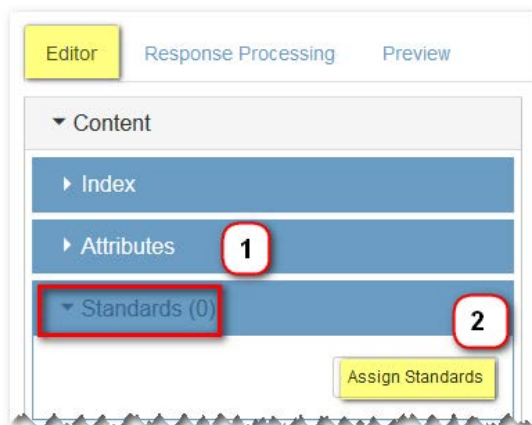 Editor Response Processing Preview
Content
Index
Attributes 1
Standards (0)
2
Assign Standards